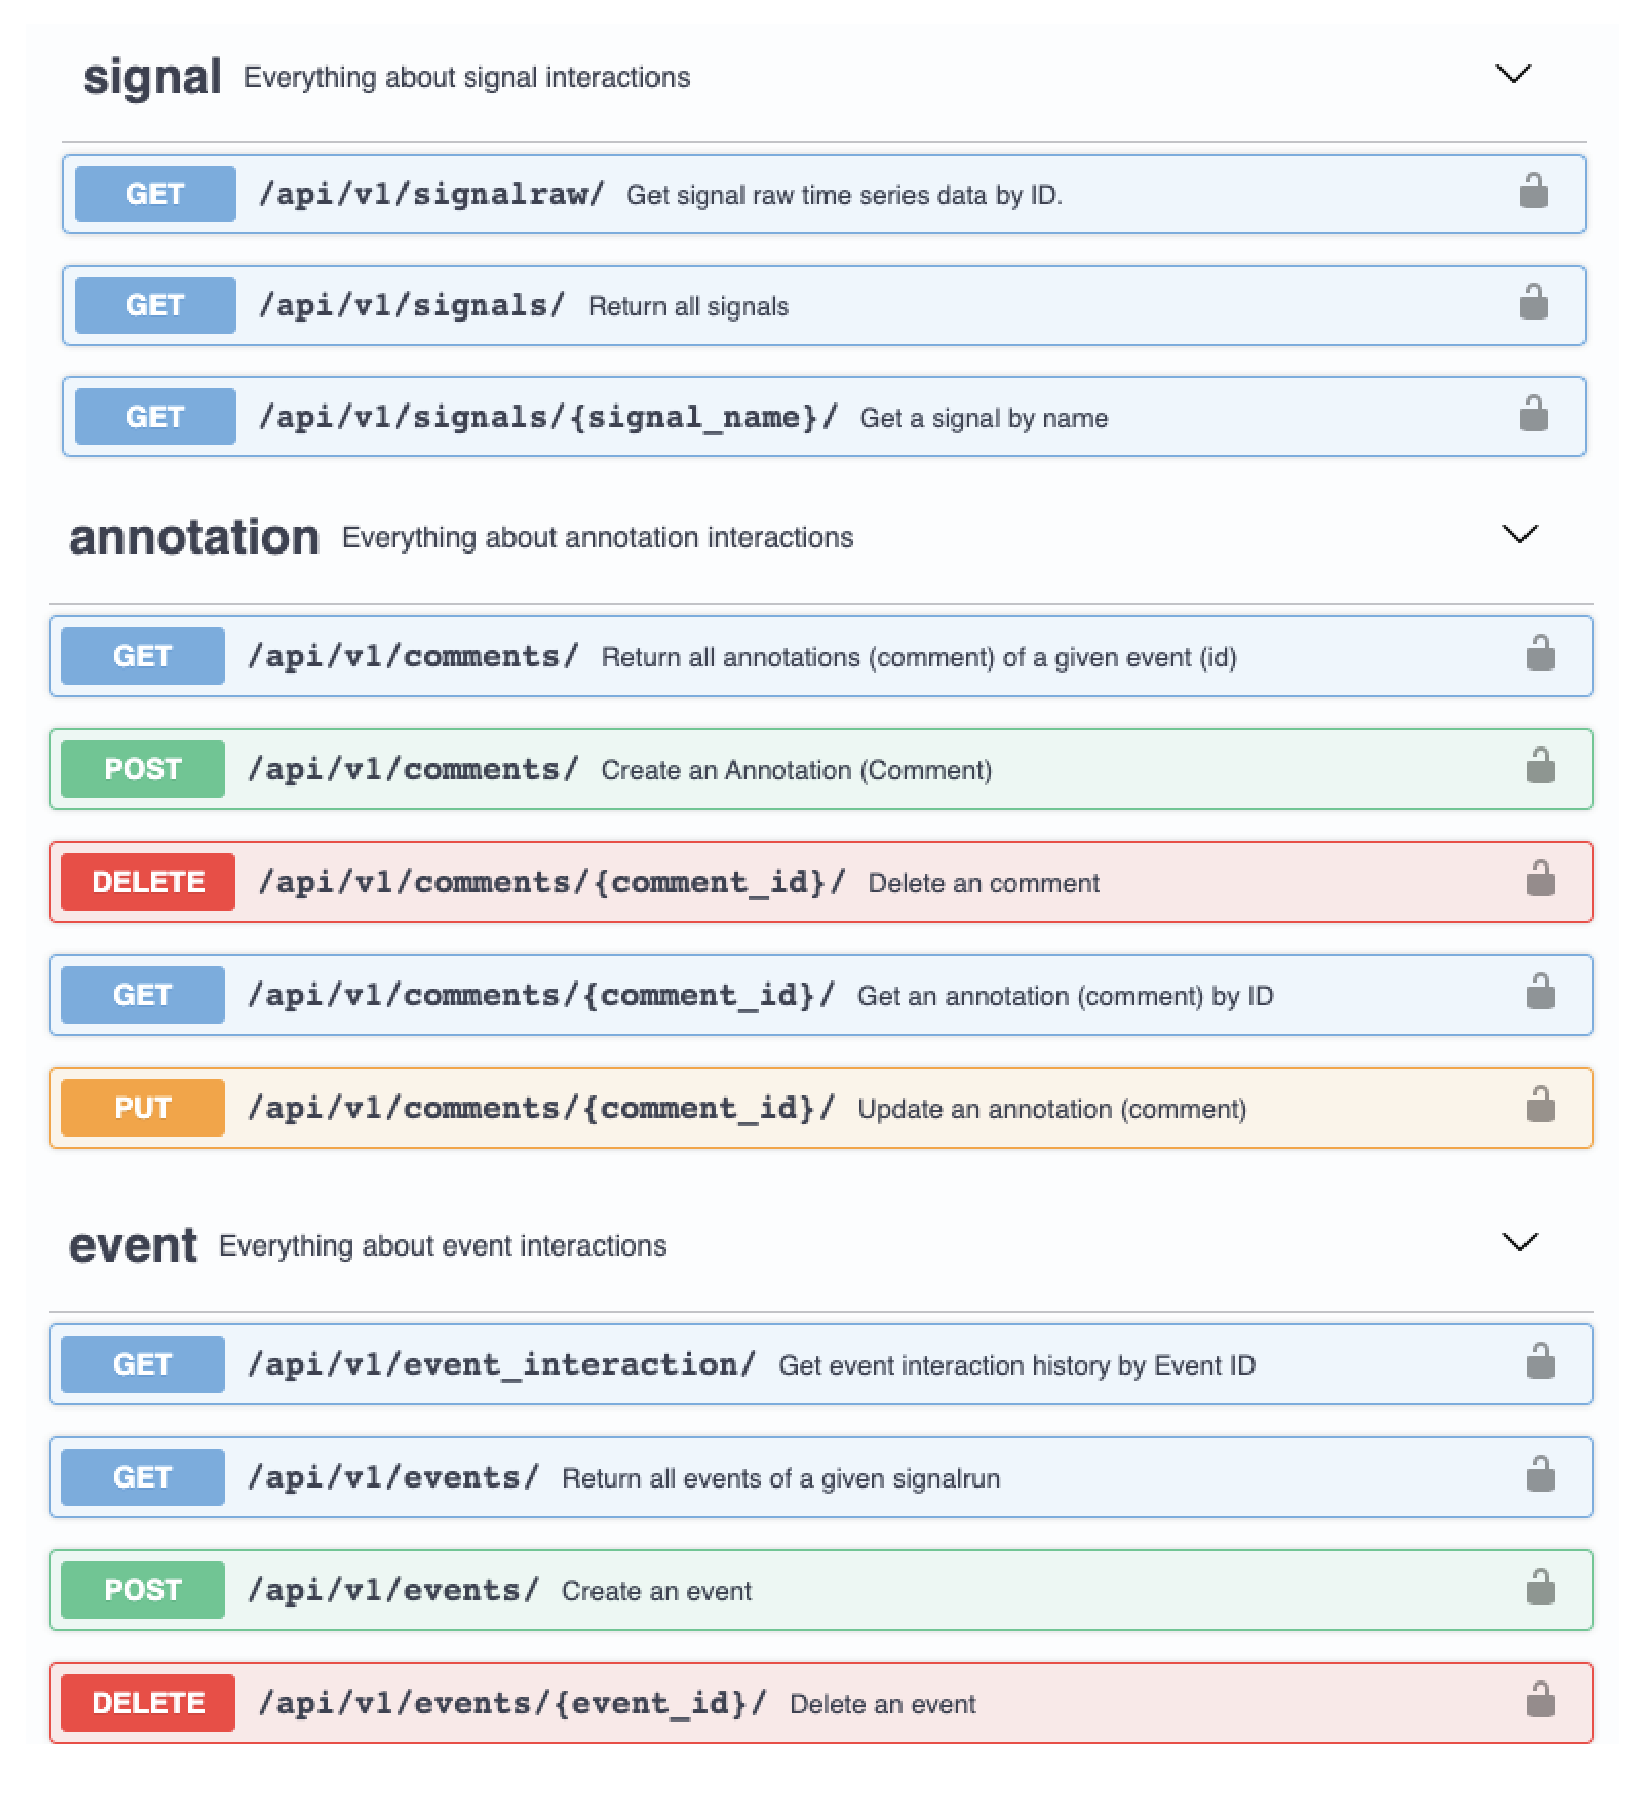 signal Everything about signal interactions
GET /api/v1/signalraw/ Get signal raw time series data by ID.
GET /api/v1/signals/ Return all signals
GET /api/v1/signals/{signal_name}/ Get a signal by name
annotation Everything about annotation interactions
GET /api/v1/comments/ Return all annotations (comment) of a given event (id)
POST /api/v1/comments/ Create an Annotation (Comment)
DELETE /api/v1/comments/{comment_id}/ Delete an comment
GET /api/v1/comments/{comment_id}/ Get an annotation (comment) by ID
PUT /api/v1/comments/{comment_id}/ Update an annotation (comment)
event Everything about event interactions
GET /api/v1/event_interaction/ Get event interaction history by Event ID
GET /api/v1/events/ Return all events of a given signalrun
POST /api/v1/events/ Create an event
DELETE /api/v1/events/{event_id}/ Delete an event